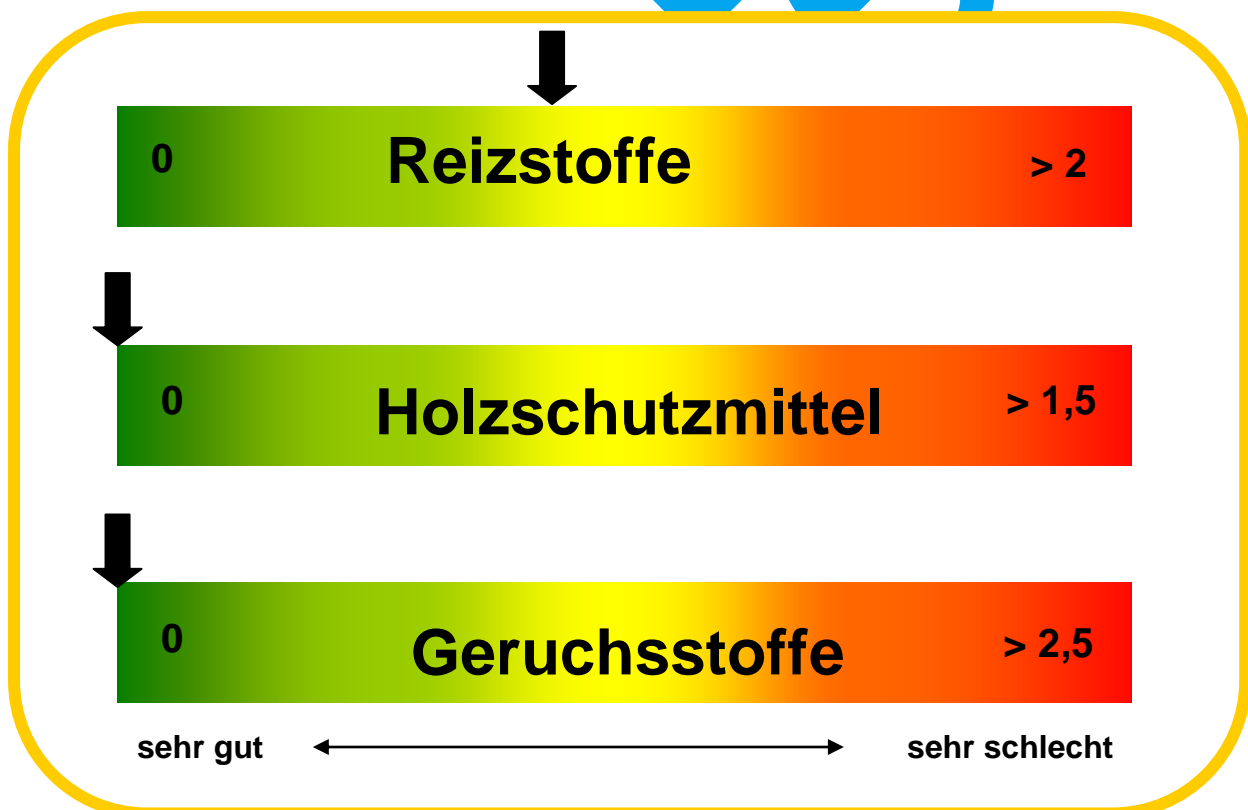 0 Reizstoffe > 2
0 Holzschutzmittel > 1,5
0 Geruchsstoffe > 2,5
sehr gut sehr schlecht